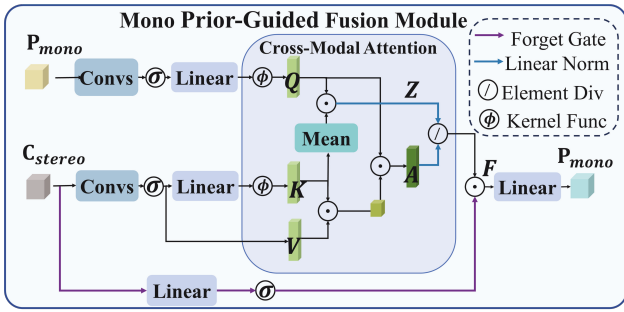 Mono Prior-Guided Fusion Module
P_mono
Convs
σ
Linear
ϕ
Q
Cross-Modal Attention
Z
Mean
A
/
Forget Gate
Linear Norm
/ Element Div
ϕ Kernel Func
C_stereo
Convs
σ
Linear
ϕ
K
V
F
Linear
P_mono
Linear
σ